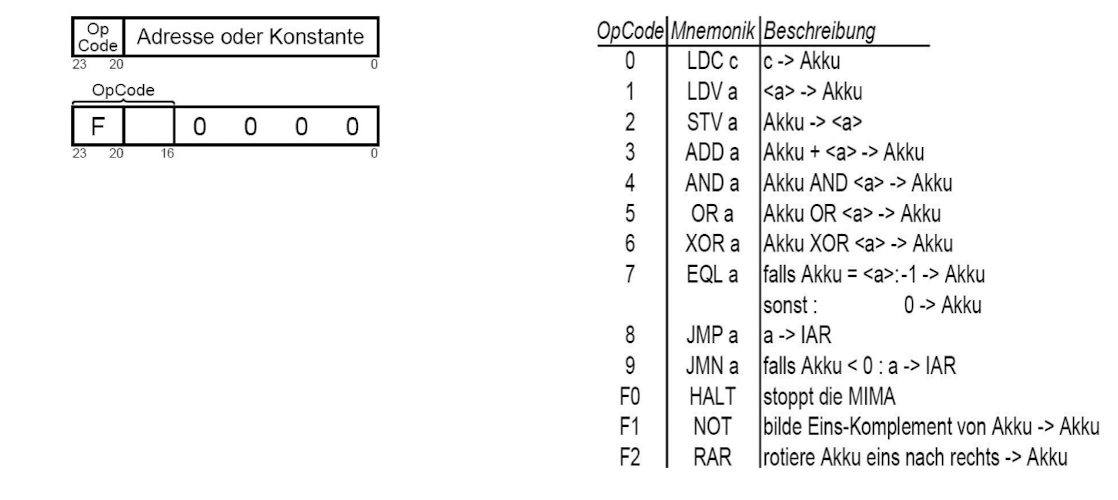 Op
Code
Adresse oder Konstante
23 20 0
OpCode
F 0 0 0 0
23 20 16 0
OpCode Mnemonik Beschreibung
0 LDC c c -> Akku
1 LDV a <a> -> Akku
2 STV a Akku -> <a>
3 ADD a Akku + <a> -> Akku
4 AND a Akku AND <a> -> Akku
5 OR a Akku OR <a> -> Akku
6 XOR a Akku XOR <a> -> Akku
7 EQL a falls Akku = <a>:-1 -> Akku
sonst : 0 -> Akku
8 JMP a a -> IAR
9 JMN a falls Akku < 0 : a -> IAR
F0 HALT stoppt die MIMA
F1 NOT bilde Eins-Komplement von Akku -> Akku
F2 RAR rotiere Akku eins nach rechts -> Akku